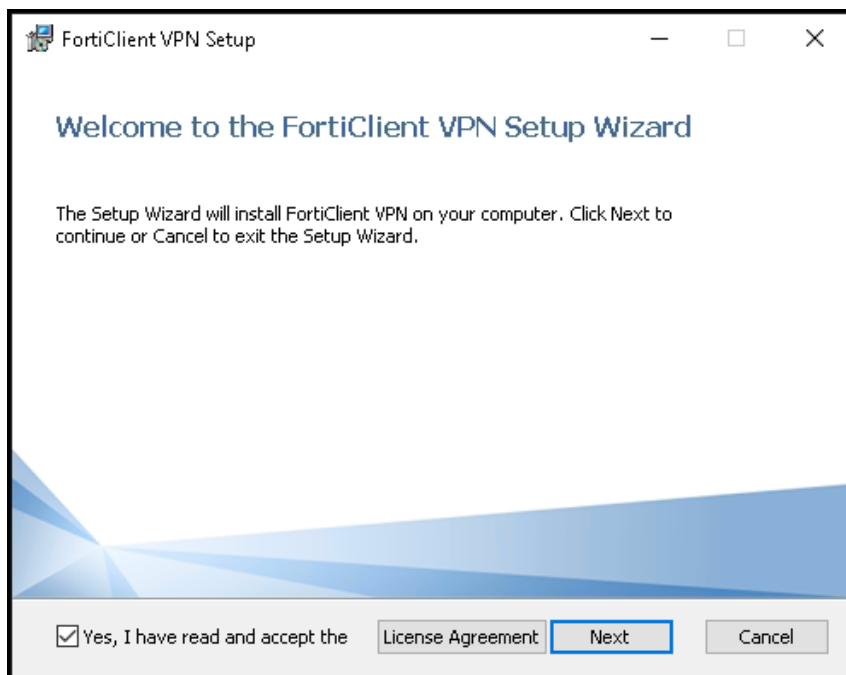 FortiClient VPN Setup
Welcome to the FortiClient VPN Setup Wizard
The Setup Wizard will install FortiClient VPN on your computer. Click Next to
continue or Cancel to exit the Setup Wizard.
Yes, I have read and accept the License Agreement Next Cancel